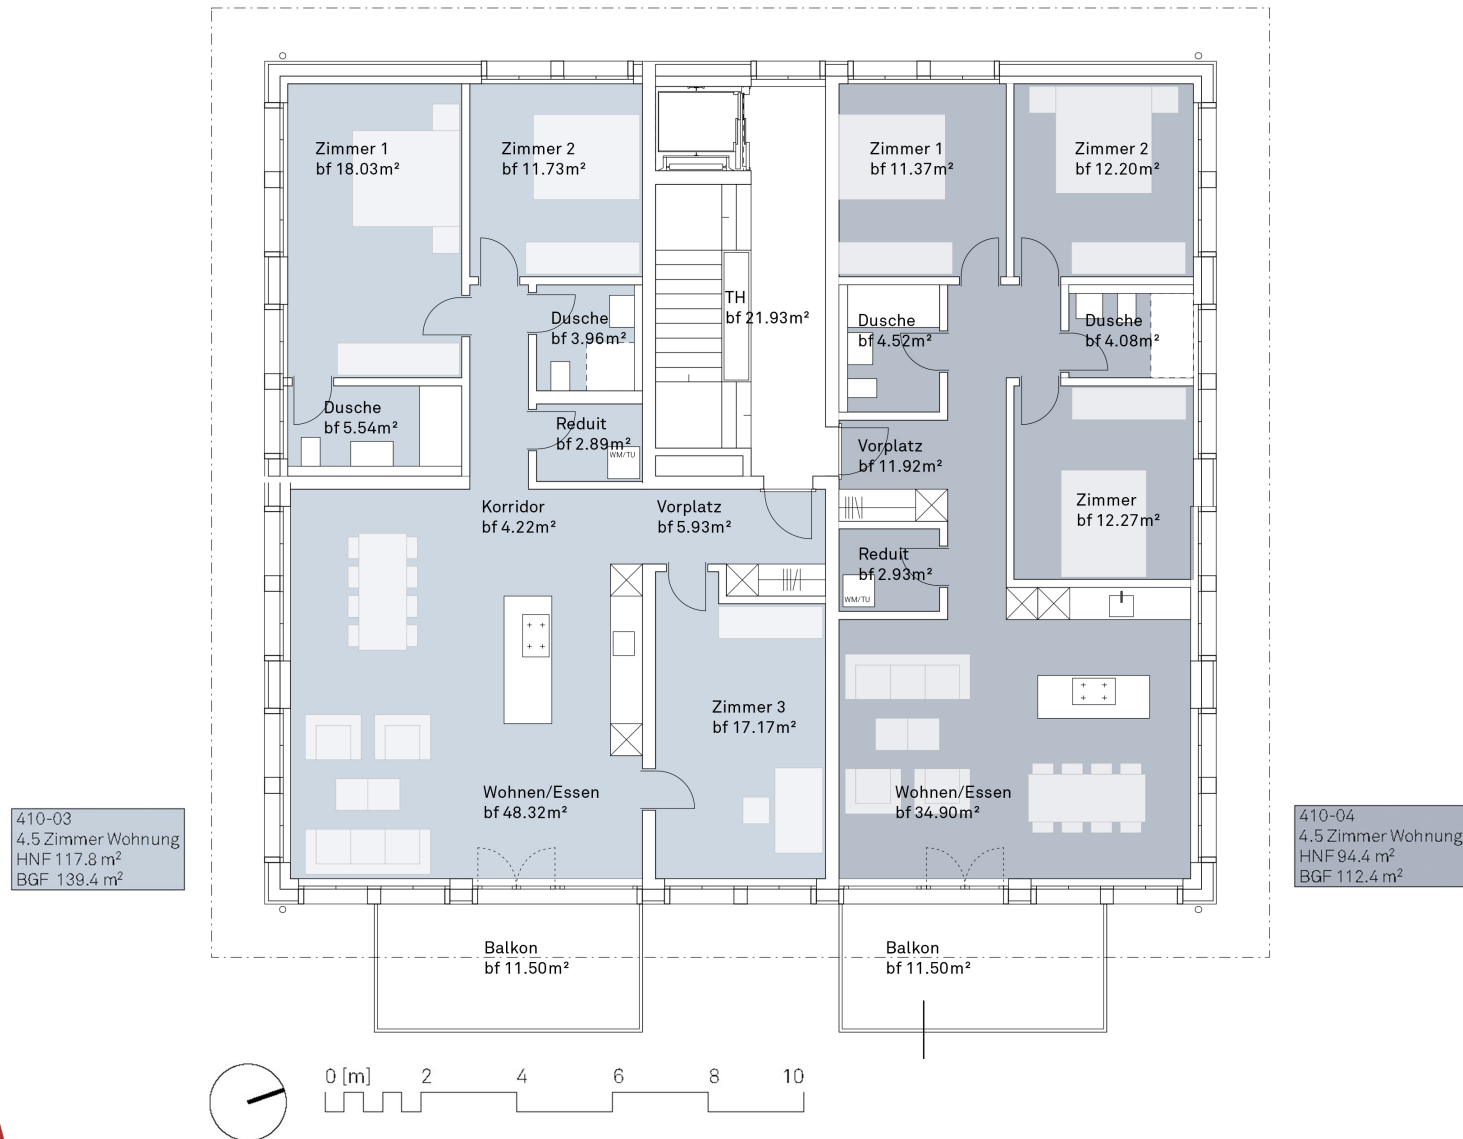 Zimmer 1
bf 18.03m²
Zimmer 2
bf 11.73m²
Zimmer 1
bf 11.37m²
Zimmer 2
bf 12.20m²
TH
bf 21.93m²
Dusche
bf 3.96m²
Dusche
bf 4.52m²
Dusche
bf 4.08m²
Dusche
bf 5.54m²
Reduit
bf 2.89m²
WM/TU
Vorplatz
bf 11.92m²
Korridor
bf 4.22m²
Vorplatz
bf 5.93m²
Zimmer
bf 12.27m²
Reduit
bf 2.93m²
WM/TU
Zimmer 3
bf 17.17m²
Wohnen/Essen
bf 48.32m²
Wohnen/Essen
bf 34.90m²
410-03
4.5 Zimmer Wohnung
HNF 117.8 m²
BGF 139.4 m²
410-04
4.5 Zimmer Wohnung
HNF 94.4 m²
BGF 112.4 m²
Balkon
bf 11.50m²
Balkon
bf 11.50m²
0 [m] 2 4 6 8 10